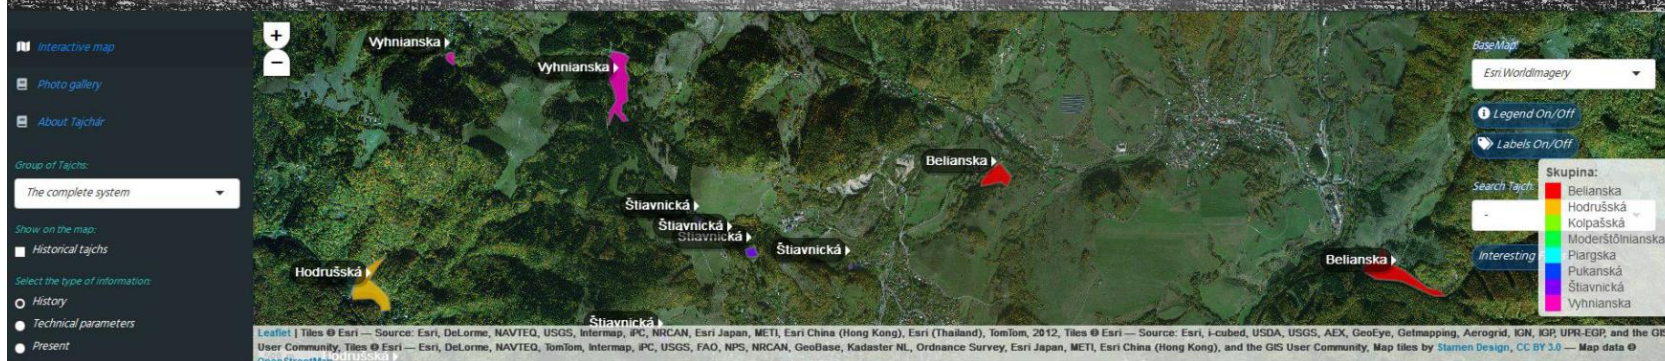 Interactive map
Photo gallery
About Tajchár
Group of Tajchs:
The complete system
Show on the map:
Historical tajchs
Select the type of information:
History
Technical parameters
Present
+
−
Vyhnianska
Vyhnianska
Belianska
Štiavnická
Štiavnická
Štiavnická
Štiavnická
Hodrušská
Belianska
Štiavnická
Hodrušská
BaseMap:
Esri.WorldImagery
Legend On/Off
Labels On/Off
Search Tajch:
-
Interesting
Skupina:
Belianska
Hodrušská
Kolpašská
Moderštôlnianska
Piargska
Pukanská
Štiavnická
Vyhnianska
Leaflet | Tiles © Esri — Source: Esri, DeLorme, NAVTEQ, USGS, Intermap, iPC, NRCAN, Esri Japan, METI, Esri China (Hong Kong), Esri (Thailand), TomTom, 2012, Tiles © Esri — Source: Esri, i-cubed, USDA, USGS, AEX, GeoEye, Getmapping, Aerogrid, IGN, IGP, UPR-EGP, and the GIS
User Community, Tiles © Esri — Esri, DeLorme, NAVTEQ, TomTom, Intermap, iPC, USGS, FAO, NPS, NRCAN, GeoBase, Kadaster NL, Ordnance Survey, Esri Japan, METI, Esri China (Hong Kong), and the GIS User Community, Map tiles by Stamen Design, CC BY 3.0 — Map data ©
OpenStreetMap